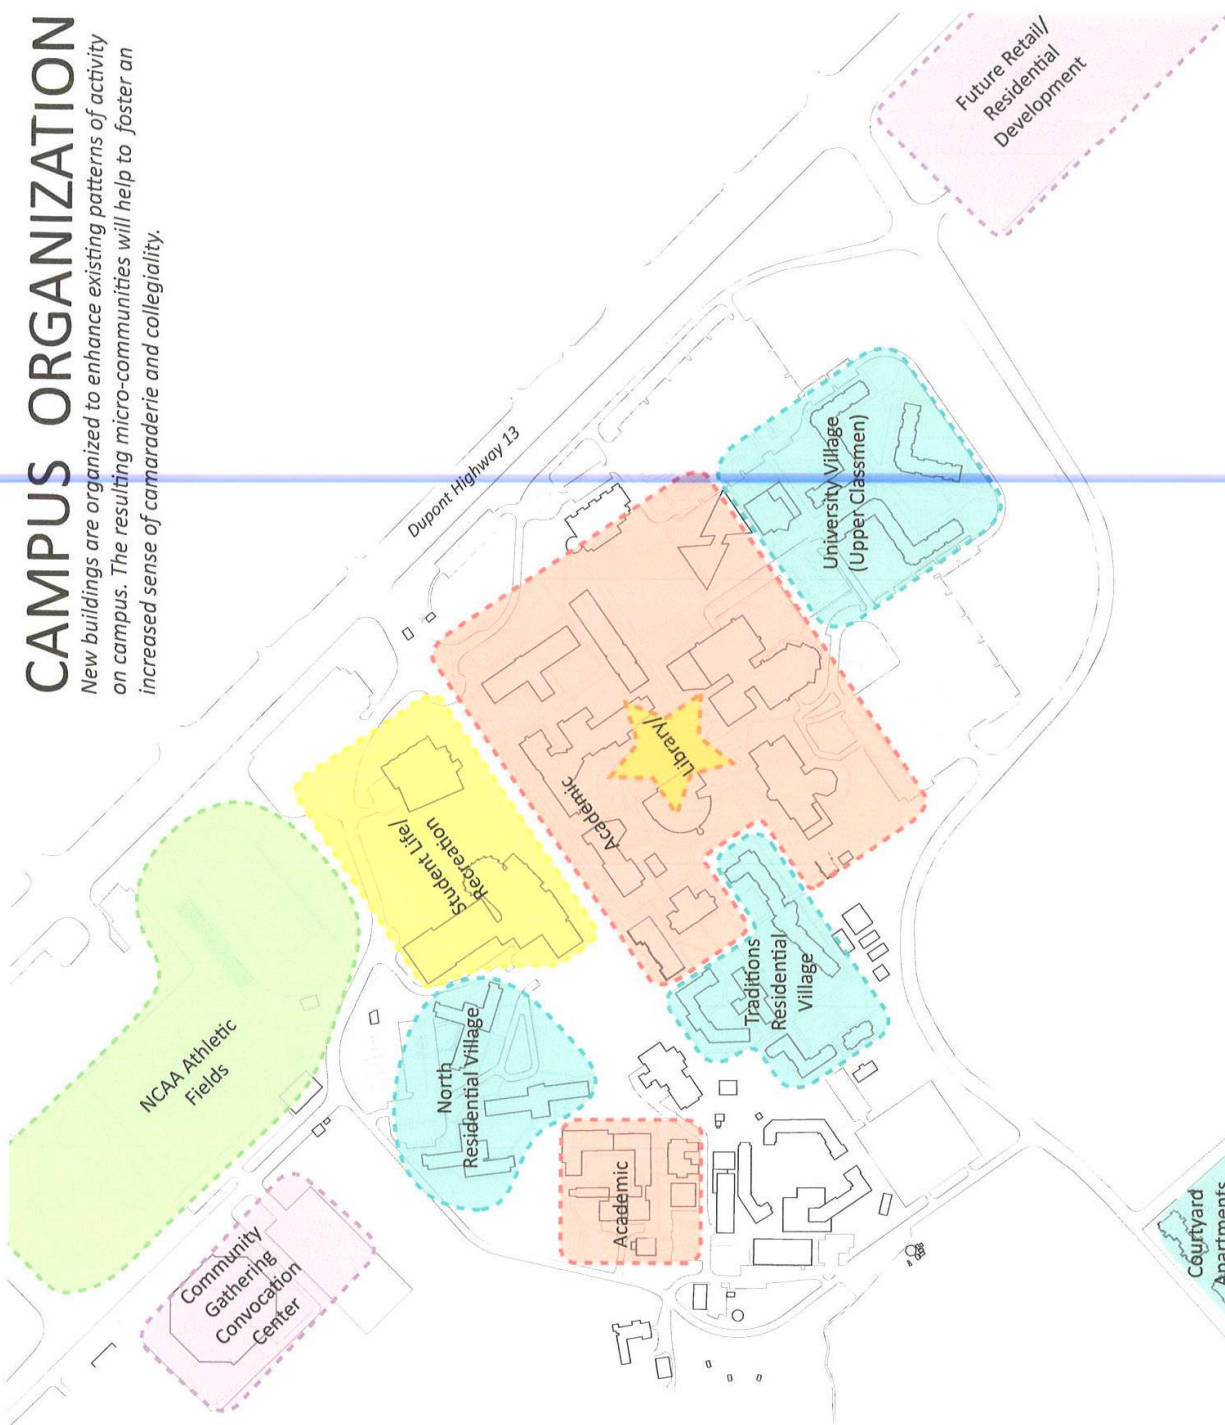 CAMPUS ORGANIZATION
New buildings are organized to enhance existing patterns of activity
on campus. The resulting micro-communities will help to foster an
increased sense of camaraderie and collegiality.
Future Retail/
Residential
Development
Dupont Highway 13
University Village
(Upper Classmen)
Library/
Academic
Student Life/
Recreation
Traditions
Residential
Village
NCAA Athletic
Fields
North
Residential Village
Academic
Community
Gathering
Convocation
Center
Courtyard
Apartments